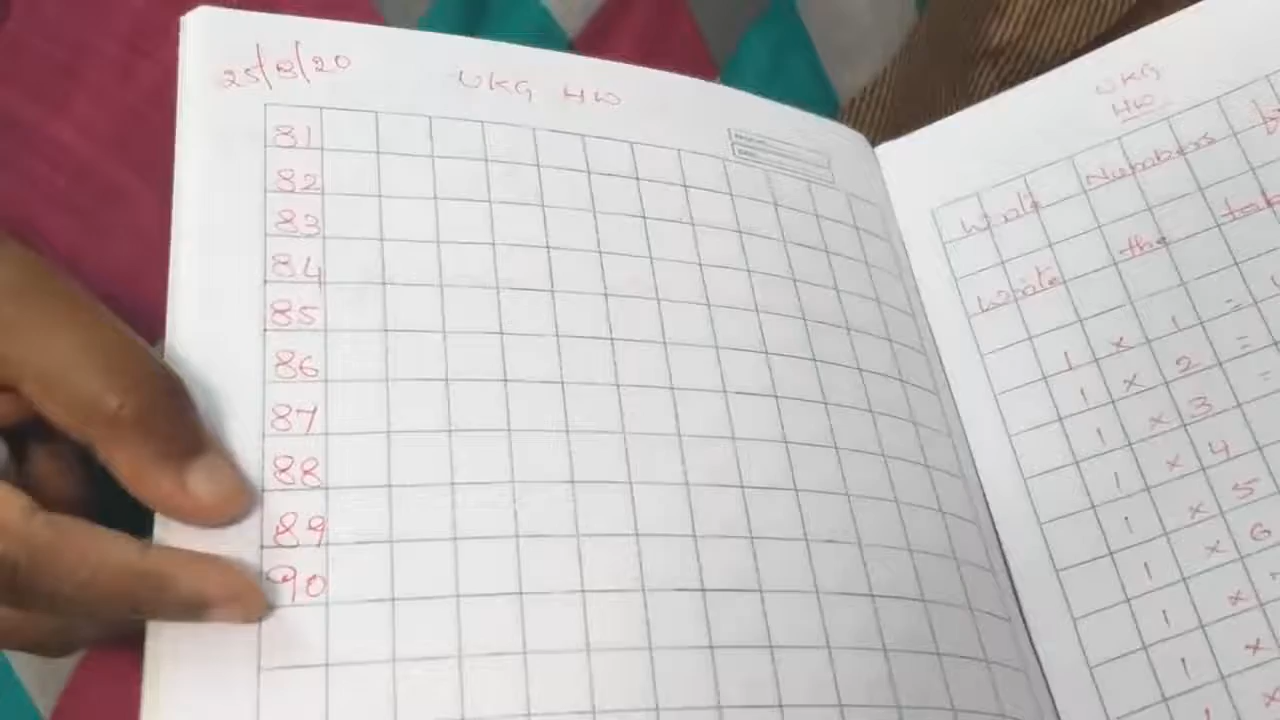 25/8/20
UKG HW
81
82
83
84
85
86
87
88
89
90
UKG
HW
Write Numbers
Write the
1 x 1 =
1 x 2 =
1 x 3 =
1 x 4
1 x 5
1 x 6
1 x
1 x
1 x